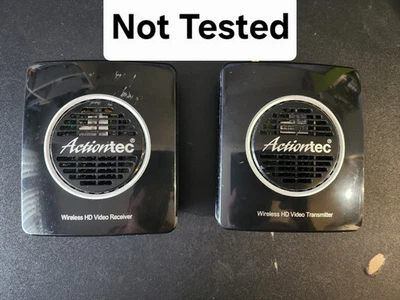 Not Tested
Actiontec
Actiontec
Wireless HD Video Receiver
Wireless HD Video Transmitter